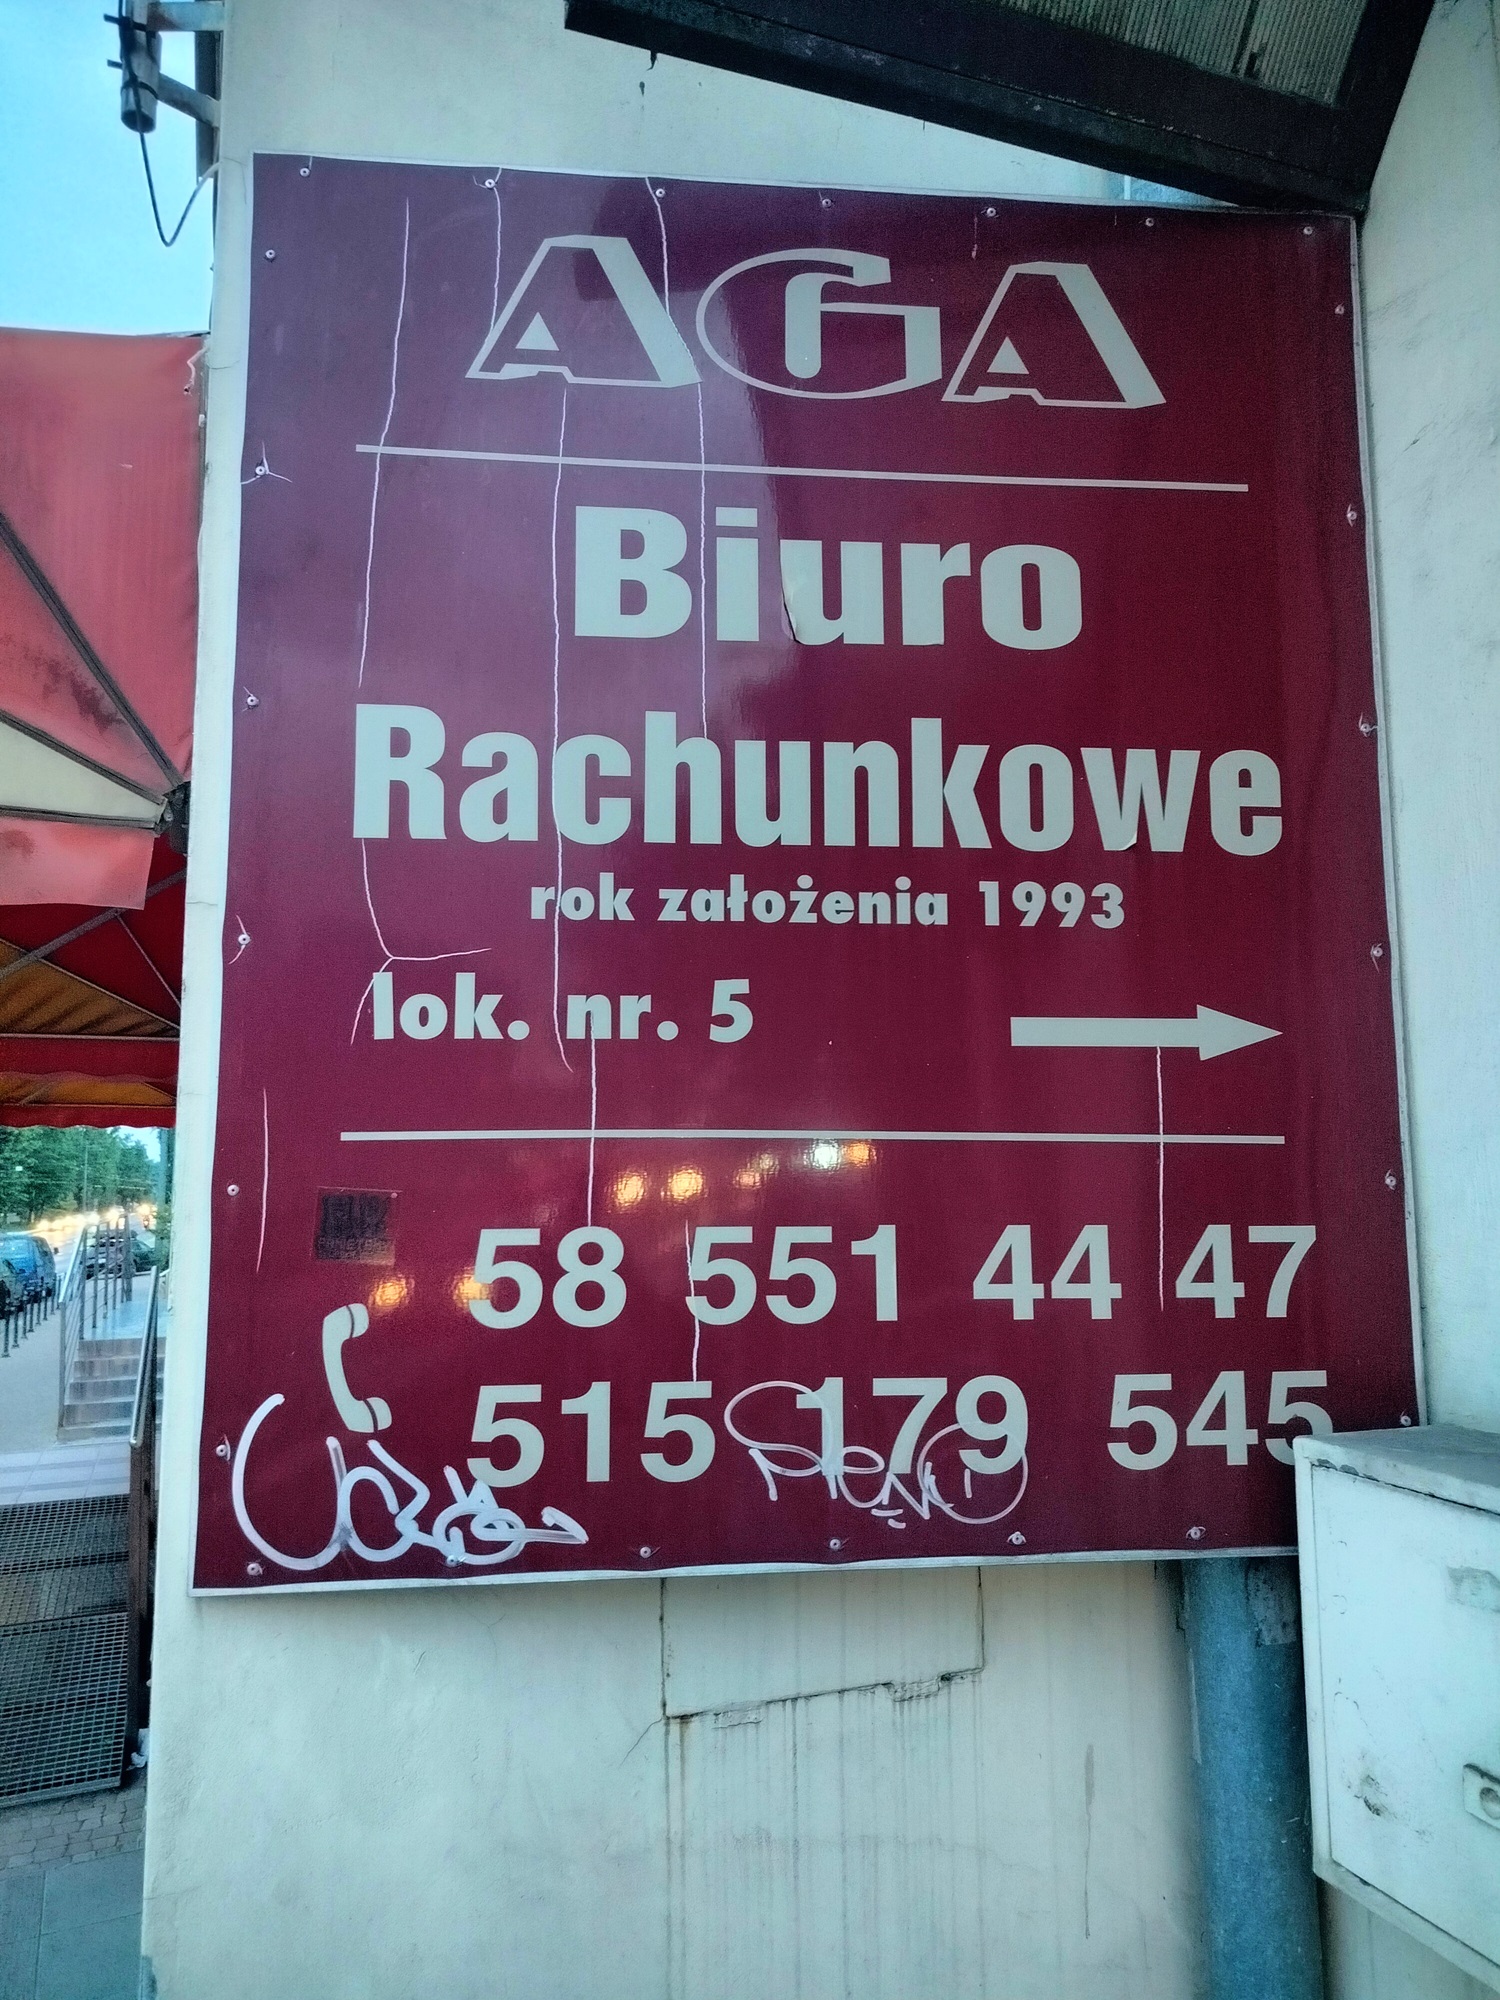 AGA
Biuro
Rachunkowe
rok założenia 1993
lok. nr. 5
58 551 44 47
515 179 545